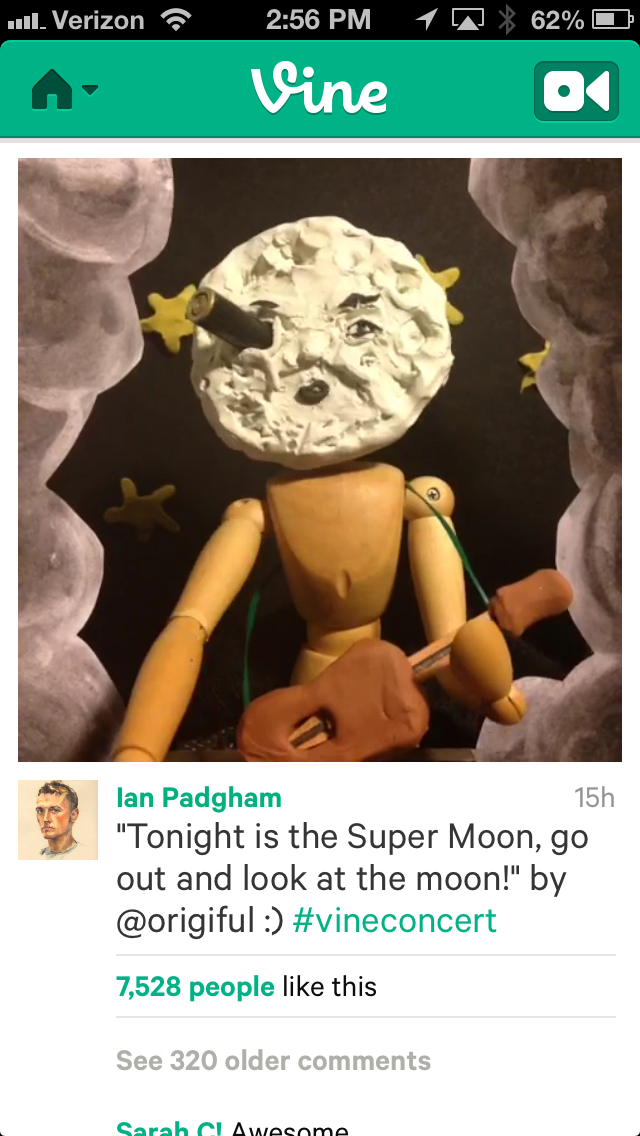 Verizon 2:56 PM 62%
Vine
Ian Padgham 15h
"Tonight is the Super Moon, go
out and look at the moon!" by
@origiful :) #vineconcert
7,528 people like this
See 320 older comments
Sarah C! Awesome